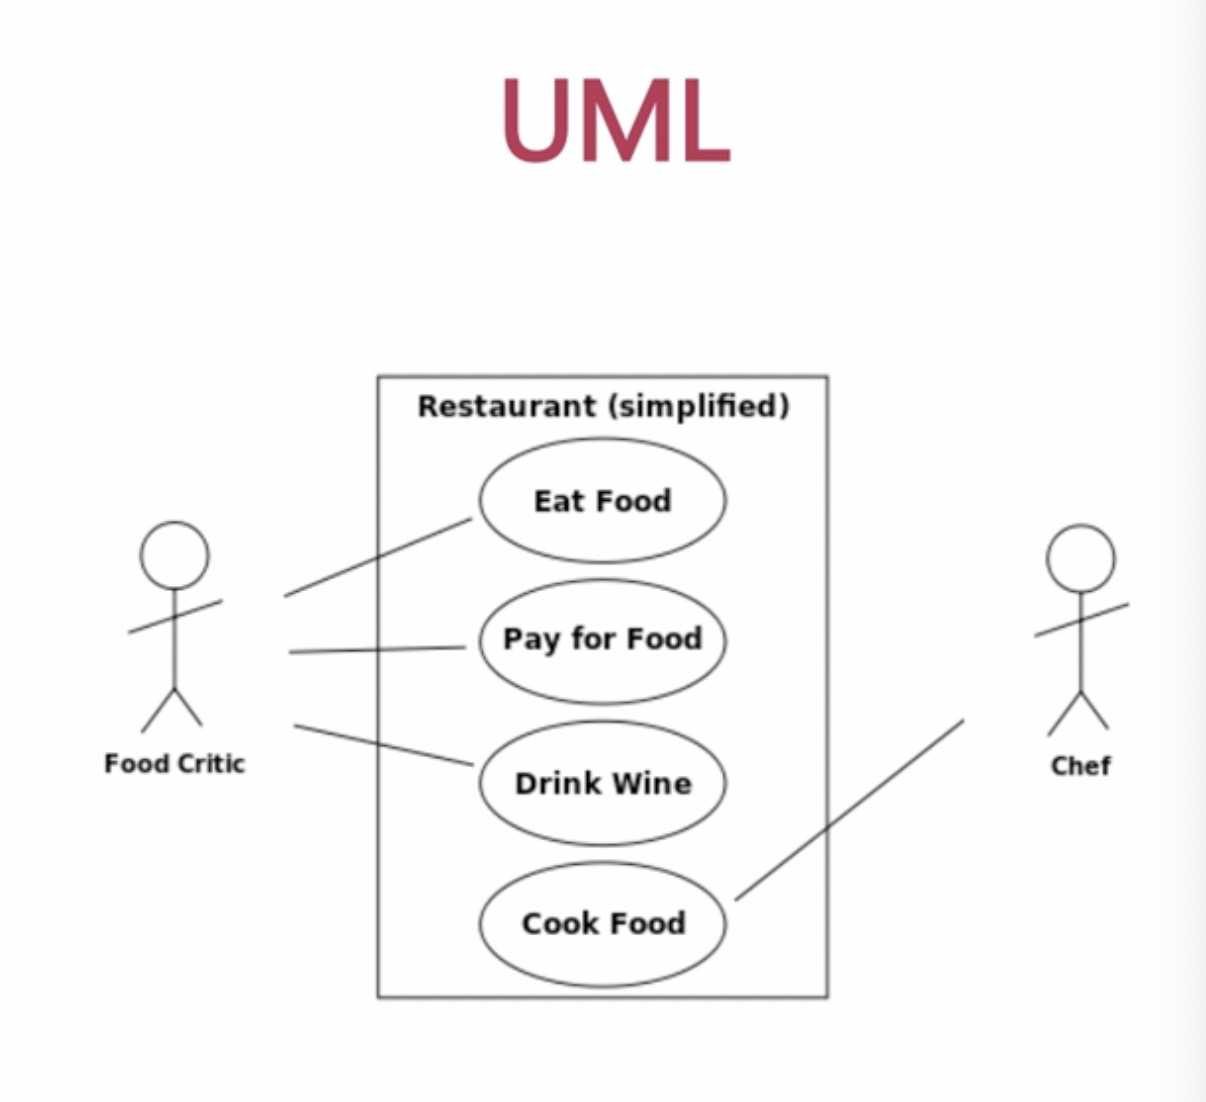 UML
Restaurant (simplified)
Eat Food
Pay for Food
Drink Wine
Cook Food
Food Critic
Chef